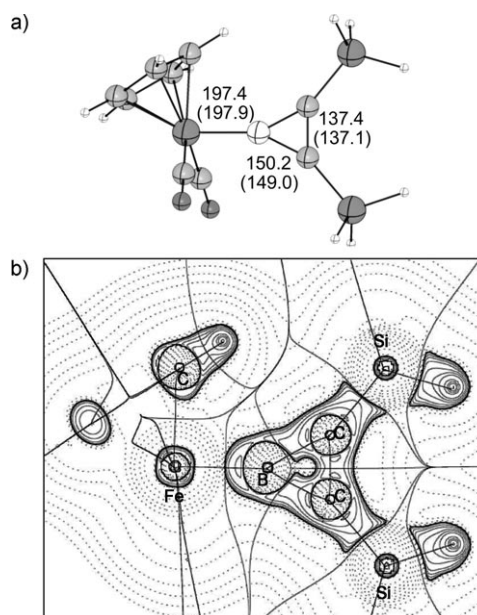 a)
197.4
(197.9)
137.4
(137.1)
150.2
(149.0)
b)
Si
C
C
Fe
B
C
Si